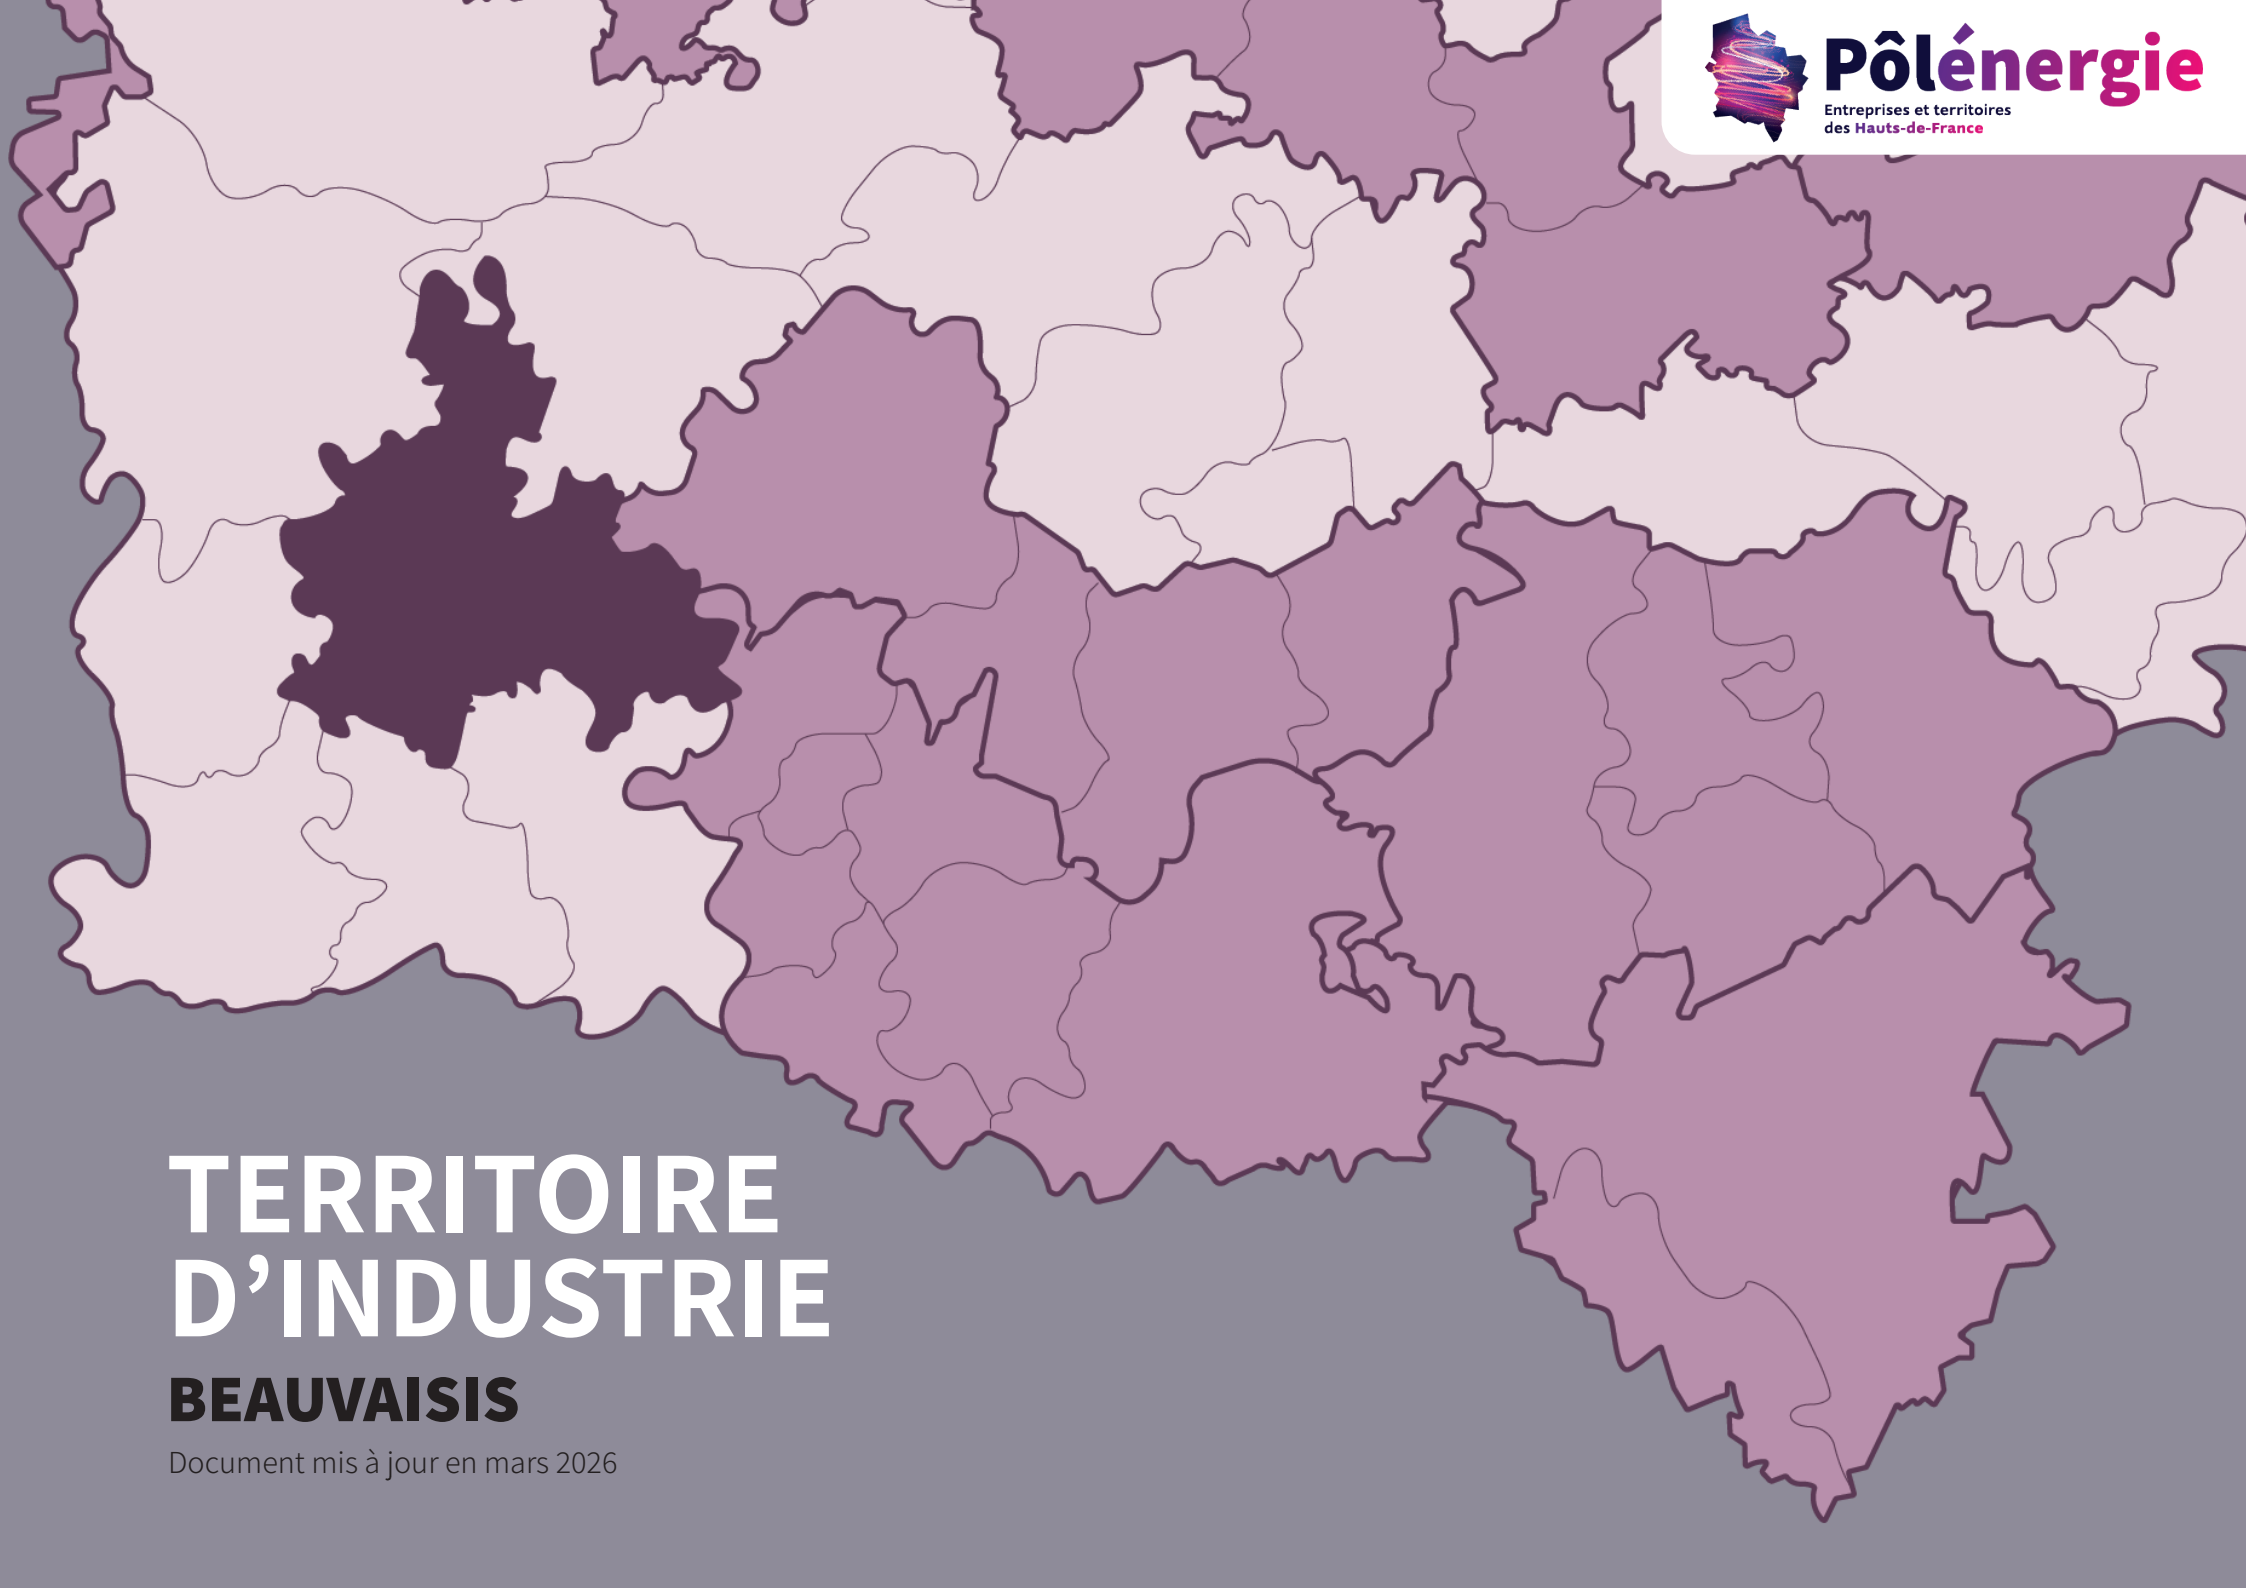 Pôlénergie
Entreprises et territoires
des Hauts-de-France
TERRITOIRE
D’INDUSTRIE
BEAUVAISIS
Document mis à jour en mars 2026